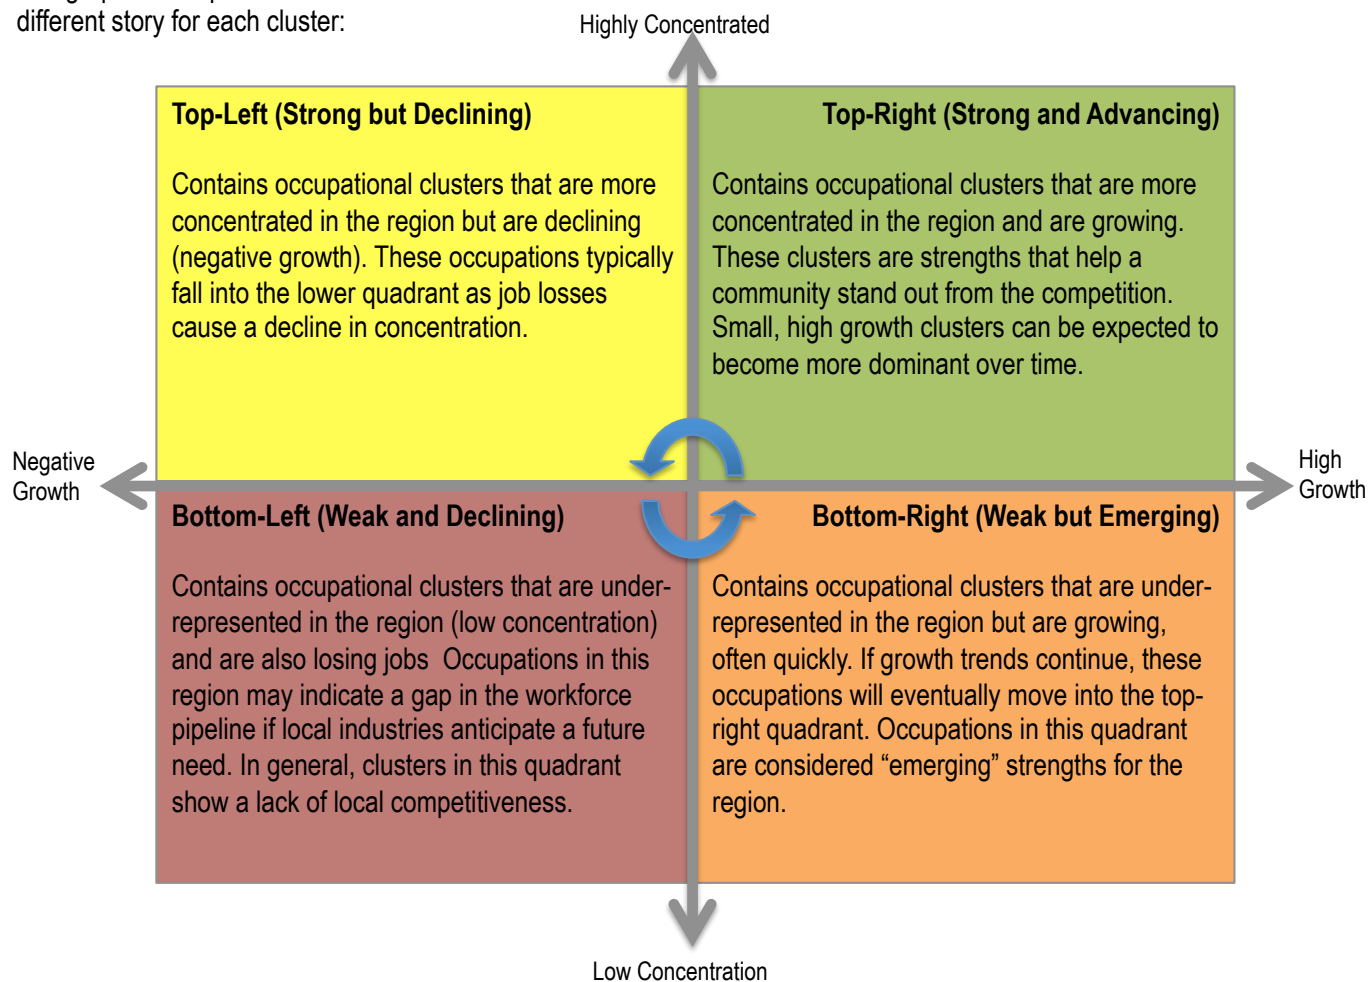 different story for each cluster:
Highly Concentrated
Top-Left (Strong but Declining)
Contains occupational clusters that are more
concentrated in the region but are declining
(negative growth). These occupations typically
fall into the lower quadrant as job losses
cause a decline in concentration.
Top-Right (Strong and Advancing)
Contains occupational clusters that are more
concentrated in the region and are growing.
These clusters are strengths that help a
community stand out from the competition.
Small, high growth clusters can be expected to
become more dominant over time.
Negative
Growth
High
Growth
Bottom-Left (Weak and Declining)
Contains occupational clusters that are under-
represented in the region (low concentration)
and are also losing jobs  Occupations in this
region may indicate a gap in the workforce
pipeline if local industries anticipate a future
need. In general, clusters in this quadrant
show a lack of local competitiveness.
Bottom-Right (Weak but Emerging)
Contains occupational clusters that are under-
represented in the region but are growing,
often quickly. If growth trends continue, these
occupations will eventually move into the top-
right quadrant. Occupations in this quadrant
are considered “emerging” strengths for the
region.
Low Concentration